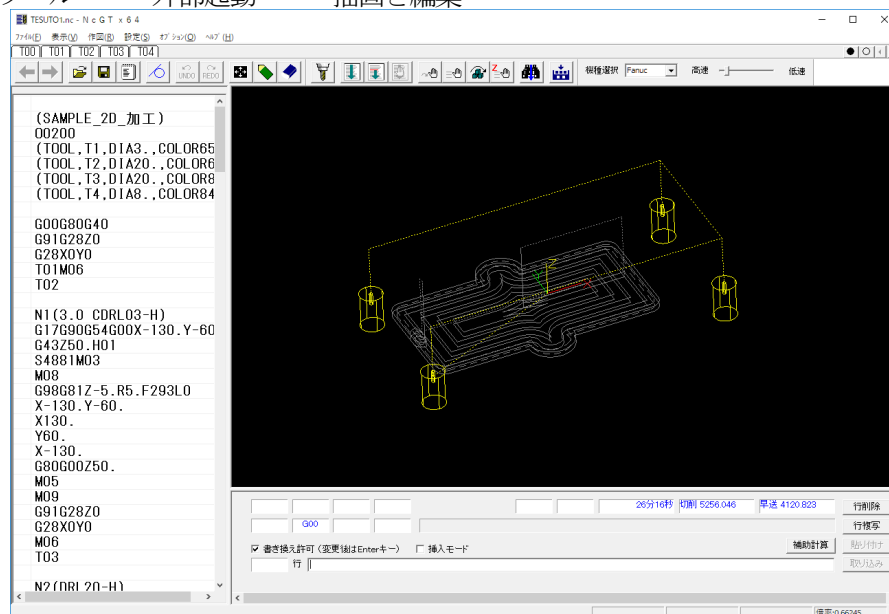 TESUTO1.nc - N c G T x 6 4
ファイル(F) 表示(V) 作図(R) 設定(S) オプション(O) ヘルプ(H)
T00 T01 T02 T03 T04
UNDO REDO Z 機種選択 Fanuc 高速 低速
(SAMPLE_2D_加工)
O0200
(TOOL,T1,DIA3.,COLOR65
(TOOL,T2,DIA20.,COLOR6
(TOOL,T3,DIA20.,COLOR8
(TOOL,T4,DIA8.,COLOR84
G00G80G40
G91G28Z0
G28X0Y0
T01M06
T02
N1(3.0 CDRL03-H)
G17G90G54G00X-130.Y-60
G43Z50.H01
S4881M03
M08
G98G81Z-5.R5.F293L0
X-130.Y-60.
X130.
Y60.
X-130.
G80G00Z50.
M05
M09
G91G28Z0
G28X0Y0
M06
T03
N2(DRL20-H)
26分16秒 切削 5256.046 早送 4120.823 行削除
G00 行複写
書き換え許可(変更後はEnterキー) 挿入モード 補助計算 貼り付け
行 取り込み
倍率:0.66245